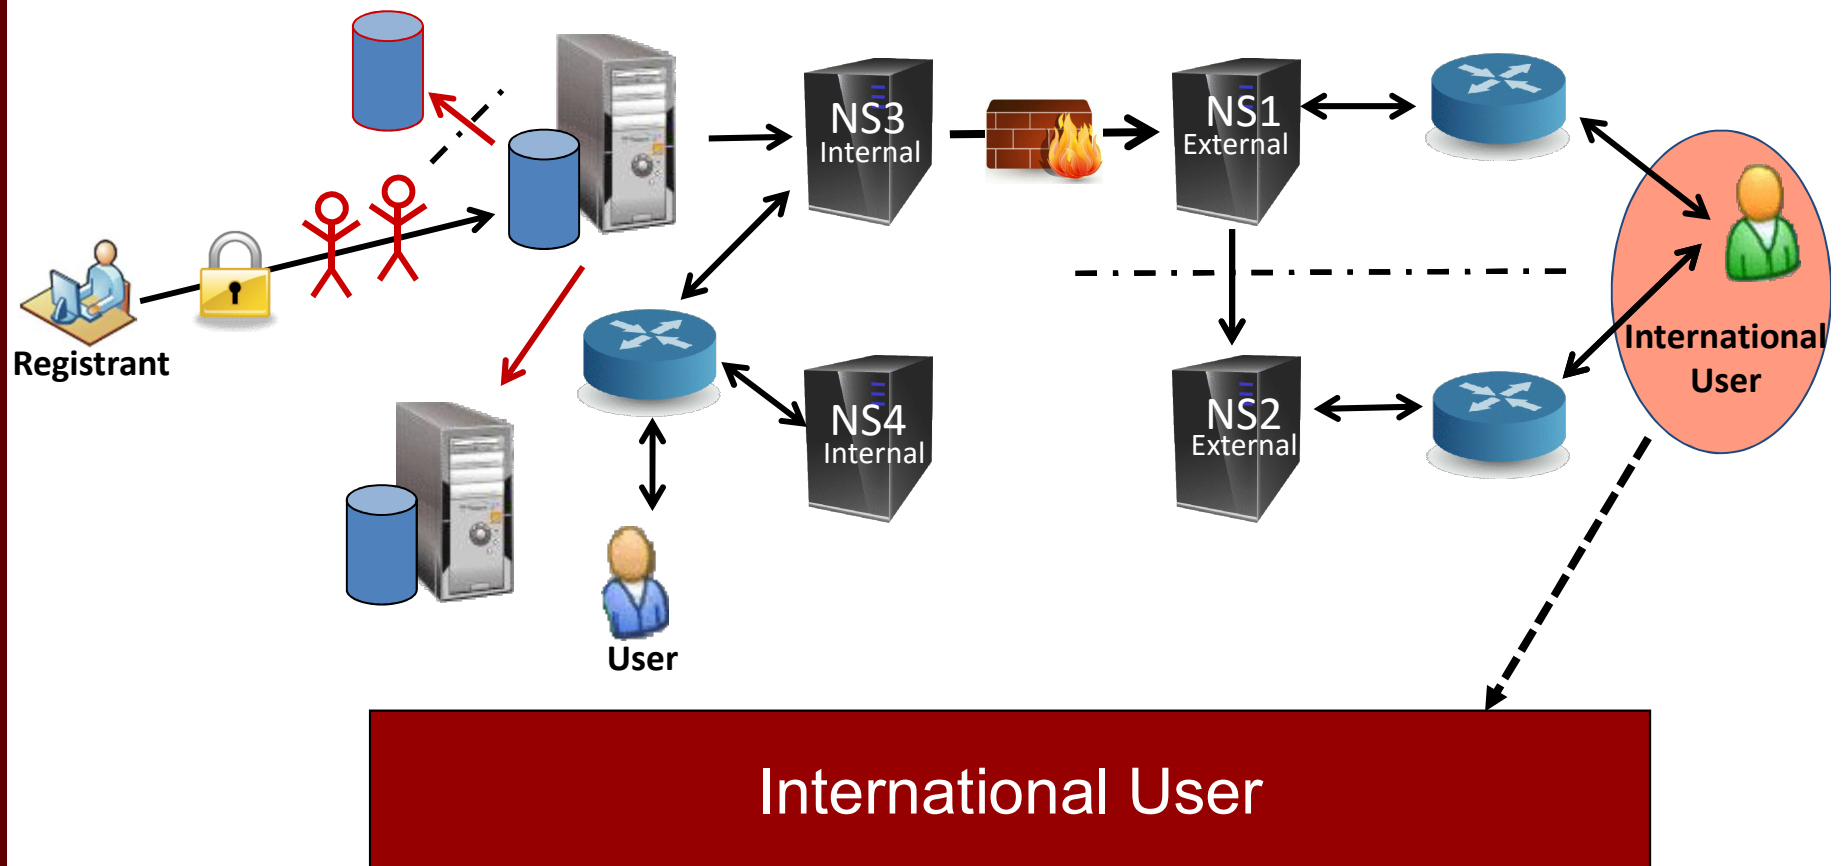 NS3
Internal
NS1
External
Registrant
International
User
NS4
Internal
NS2
External
User
International User